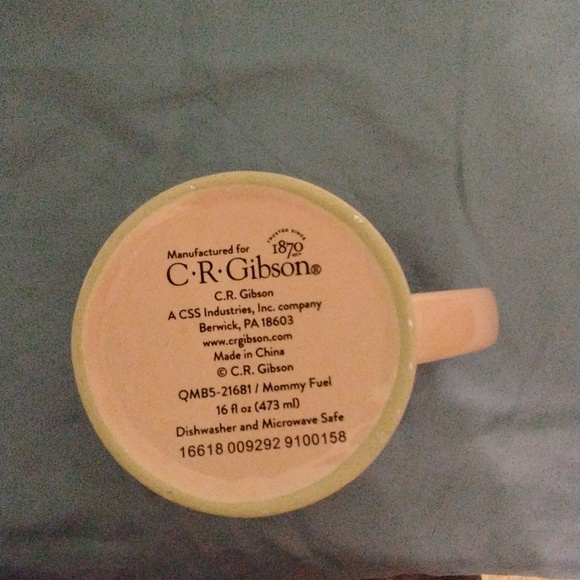 Manufactured for
TRUSTED SINCE
1870
C·R·Gibson®
C.R. Gibson
A CSS Industries, Inc. company
Berwick, PA 18603
www.crgibson.com
Made in China
© C.R. Gibson
QMB5-21681 / Mommy Fuel
16 fl oz (473 ml)
Dishwasher and Microwave Safe
16618 009292 9100158